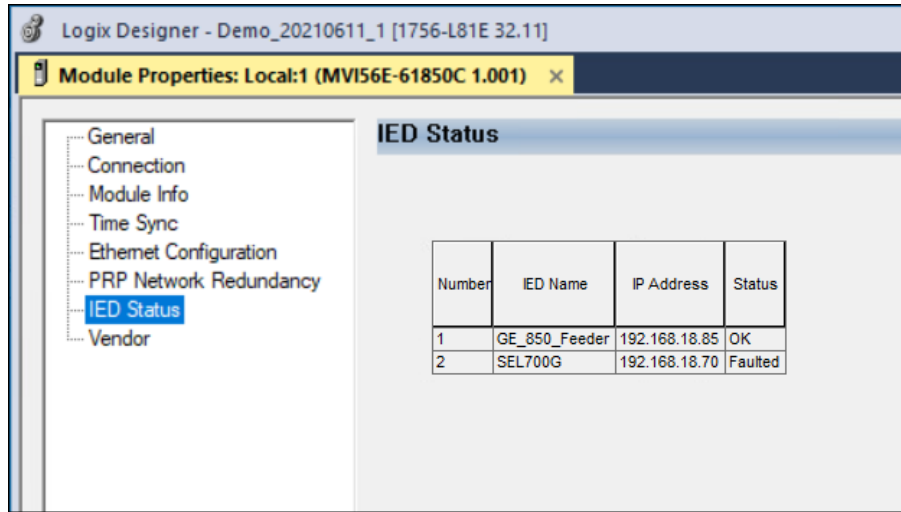 Logix Designer - Demo_20210611_1 [1756-L81E 32.11]
Module Properties: Local:1 (MVI56E-61850C 1.001) ×
General
Connection
Module Info
Time Sync
Ethernet Configuration
PRP Network Redundancy
IED Status
Vendor
IED Status
Number IED Name IP Address Status
1 GE_850_Feeder 192.168.18.85 OK
2 SEL700G 192.168.18.70 Faulted